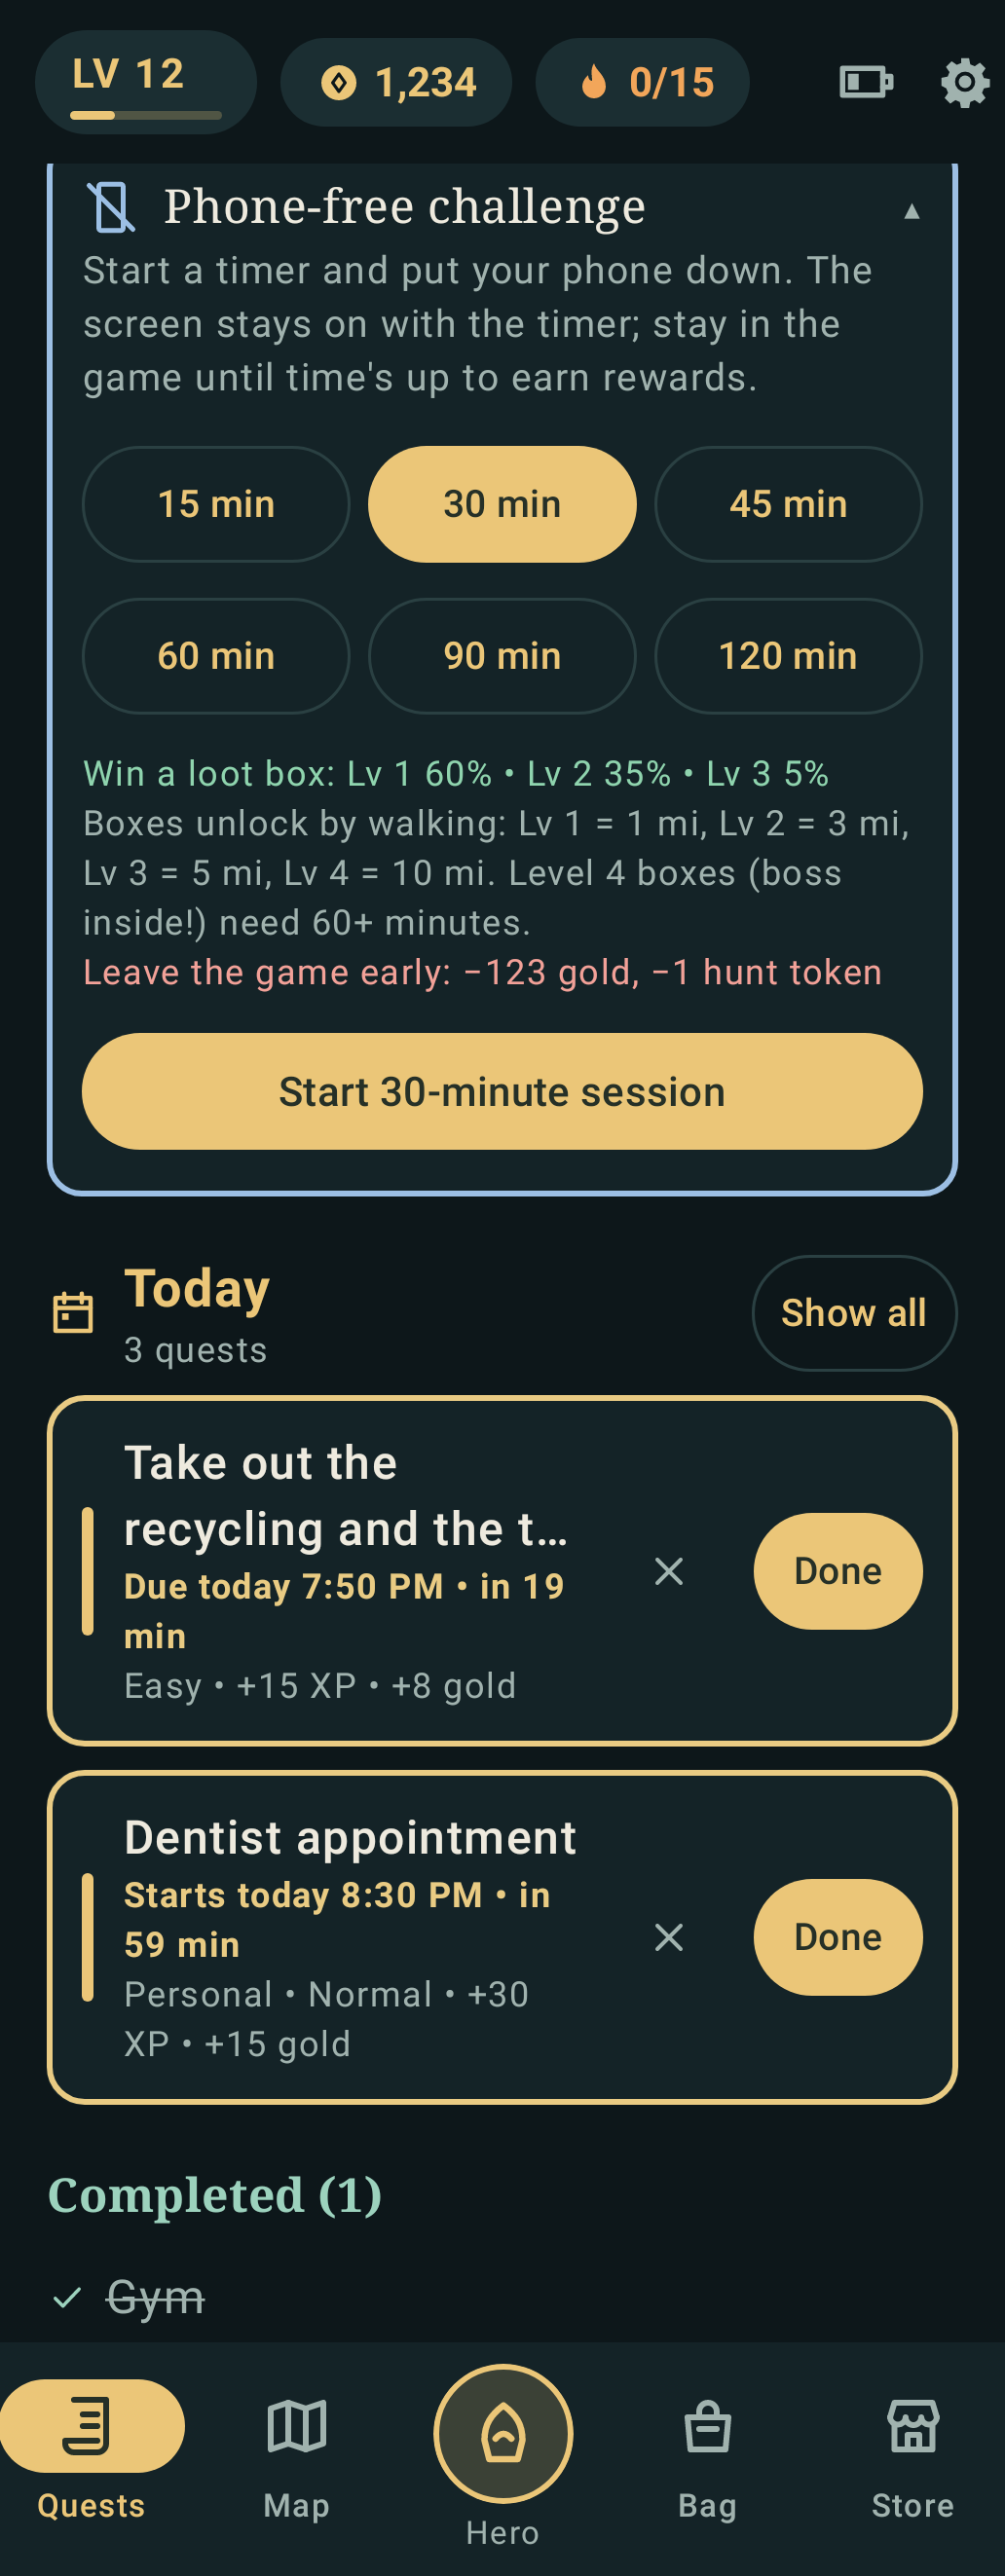 LV 12
1,234
0/15
Phone-free challenge
Start a timer and put your phone down. The
screen stays on with the timer; stay in the
game until time's up to earn rewards.
15 min
30 min
45 min
60 min
90 min
120 min
Win a loot box: Lv 1 60% • Lv 2 35% • Lv 3 5%
Boxes unlock by walking: Lv 1 = 1 mi, Lv 2 = 3 mi,
Lv 3 = 5 mi, Lv 4 = 10 mi. Level 4 boxes (boss
inside!) need 60+ minutes.
Leave the game early: −123 gold, −1 hunt token
Start 30-minute session
Today
3 quests
Show all
Take out the
recycling and the t…
Due today 7:50 PM • in 19
min
Easy • +15 XP • +8 gold
Done
Dentist appointment
Starts today 8:30 PM • in
59 min
Personal • Normal • +30
XP • +15 gold
Done
Completed (1)
Gym
Quests
Map
Hero
Bag
Store